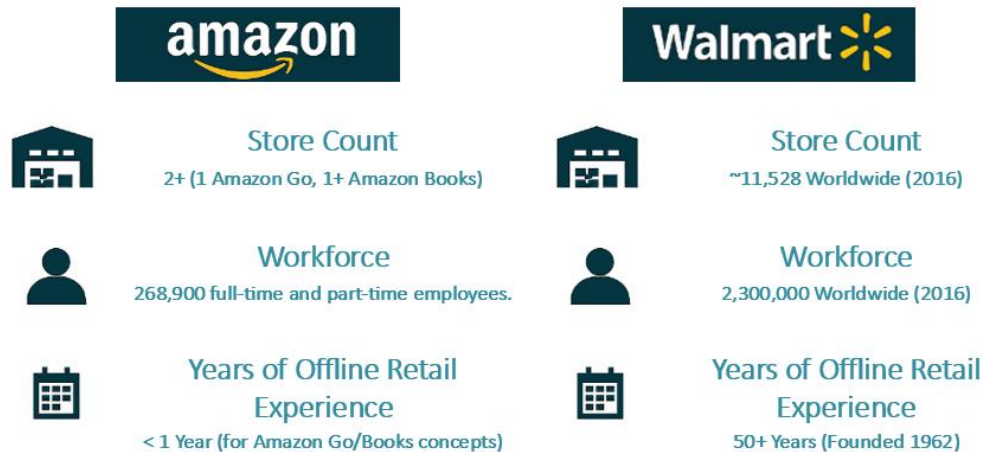 amazon
Walmart
Store Count
2+ (1 Amazon Go, 1+ Amazon Books)
Store Count
~11,528 Worldwide (2016)
Workforce
268,900 full-time and part-time employees.
Workforce
2,300,000 Worldwide (2016)
Years of Offline Retail
Experience
< 1 Year (for Amazon Go/Books concepts)
Years of Offline Retail
Experience
50+ Years (Founded 1962)